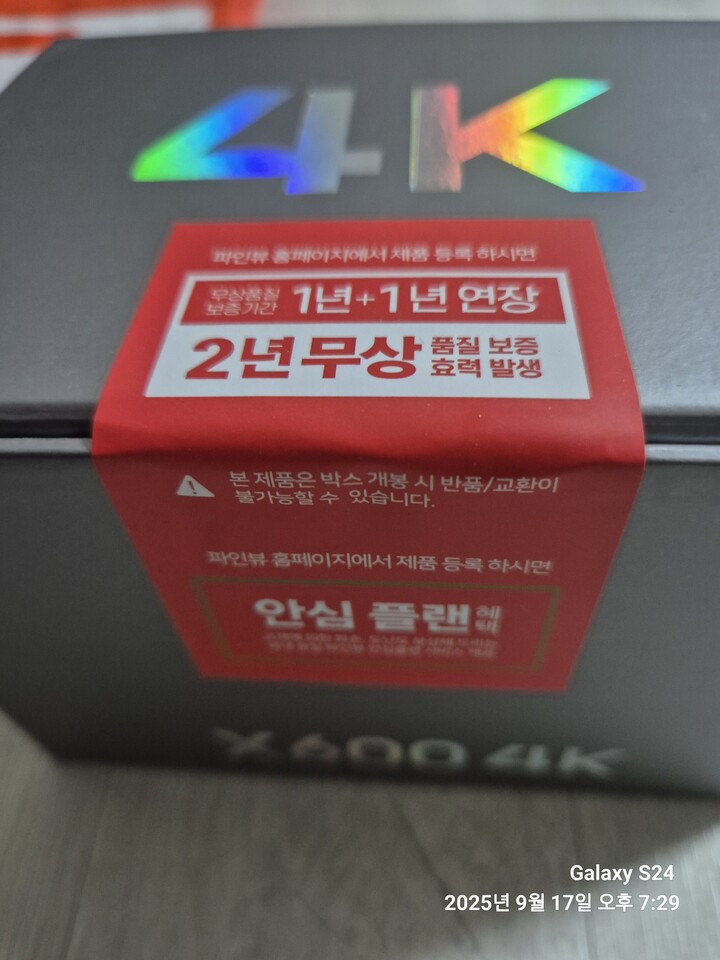 4K
파인뷰 홈페이지에서 제품 등록 하시면
무상품질
보증기간
1년+1년 연장
2년 무상
품질 보증
효력 발생
본 제품은 박스 개봉 시 반품/교환이
불가능할 수 있습니다.
파인뷰 홈페이지에서 제품 등록 하시면
안심 플랜
혜택
4K
Galaxy S24
2025년 9월 17일 오후 7:29